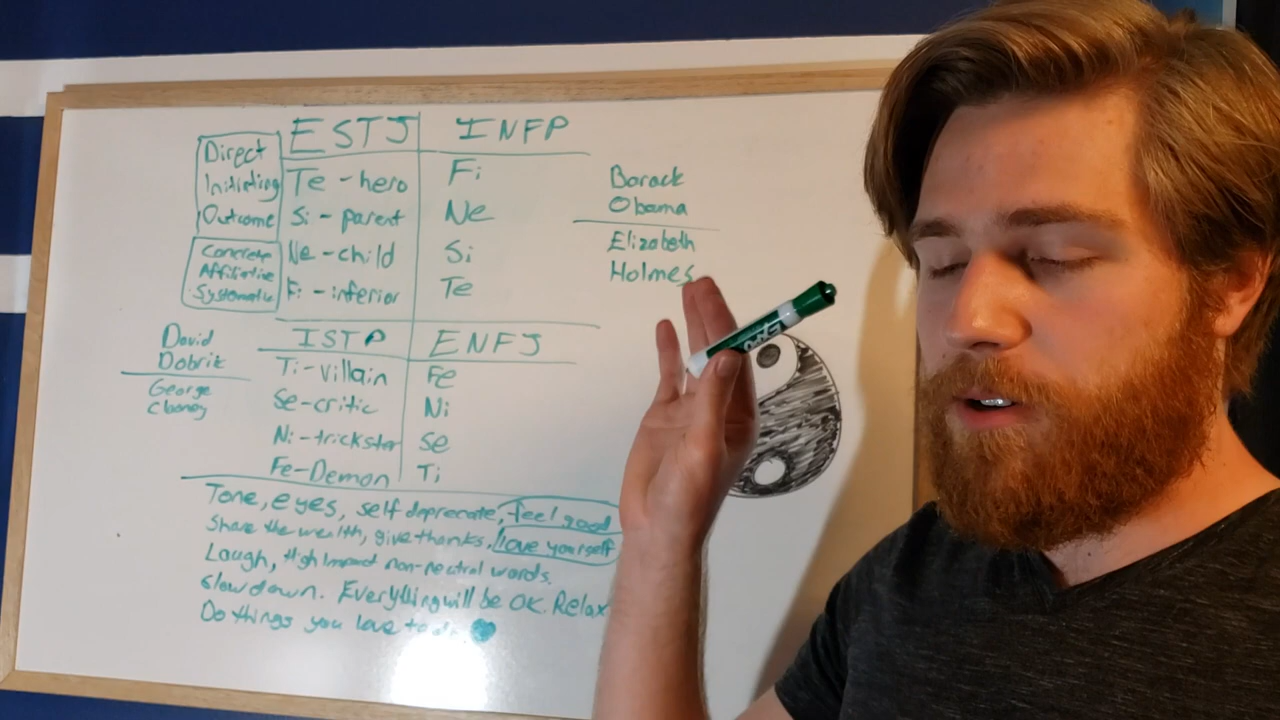 ESTJ INFP
Direct
Initiating
Outcome
Te - hero Fi
Si - parent Ne
Ne - child Si
Fi - inferior Te
Concrete
Affiliative
Systematic
Barack
Obama
Elizabeth
Holmes
David
Dobrik
George
Clooney
ISTP ENFJ
Ti - villain Fe
Se - critic Ni
Ni - trickster Se
Fe - Demon Ti
Tone, eyes, self deprecate, feel good
Share the wealth, give thanks, love yourself
Laugh, High Impact non-neutral words.
Slow down. Everything will be OK. Relax
Do things you love